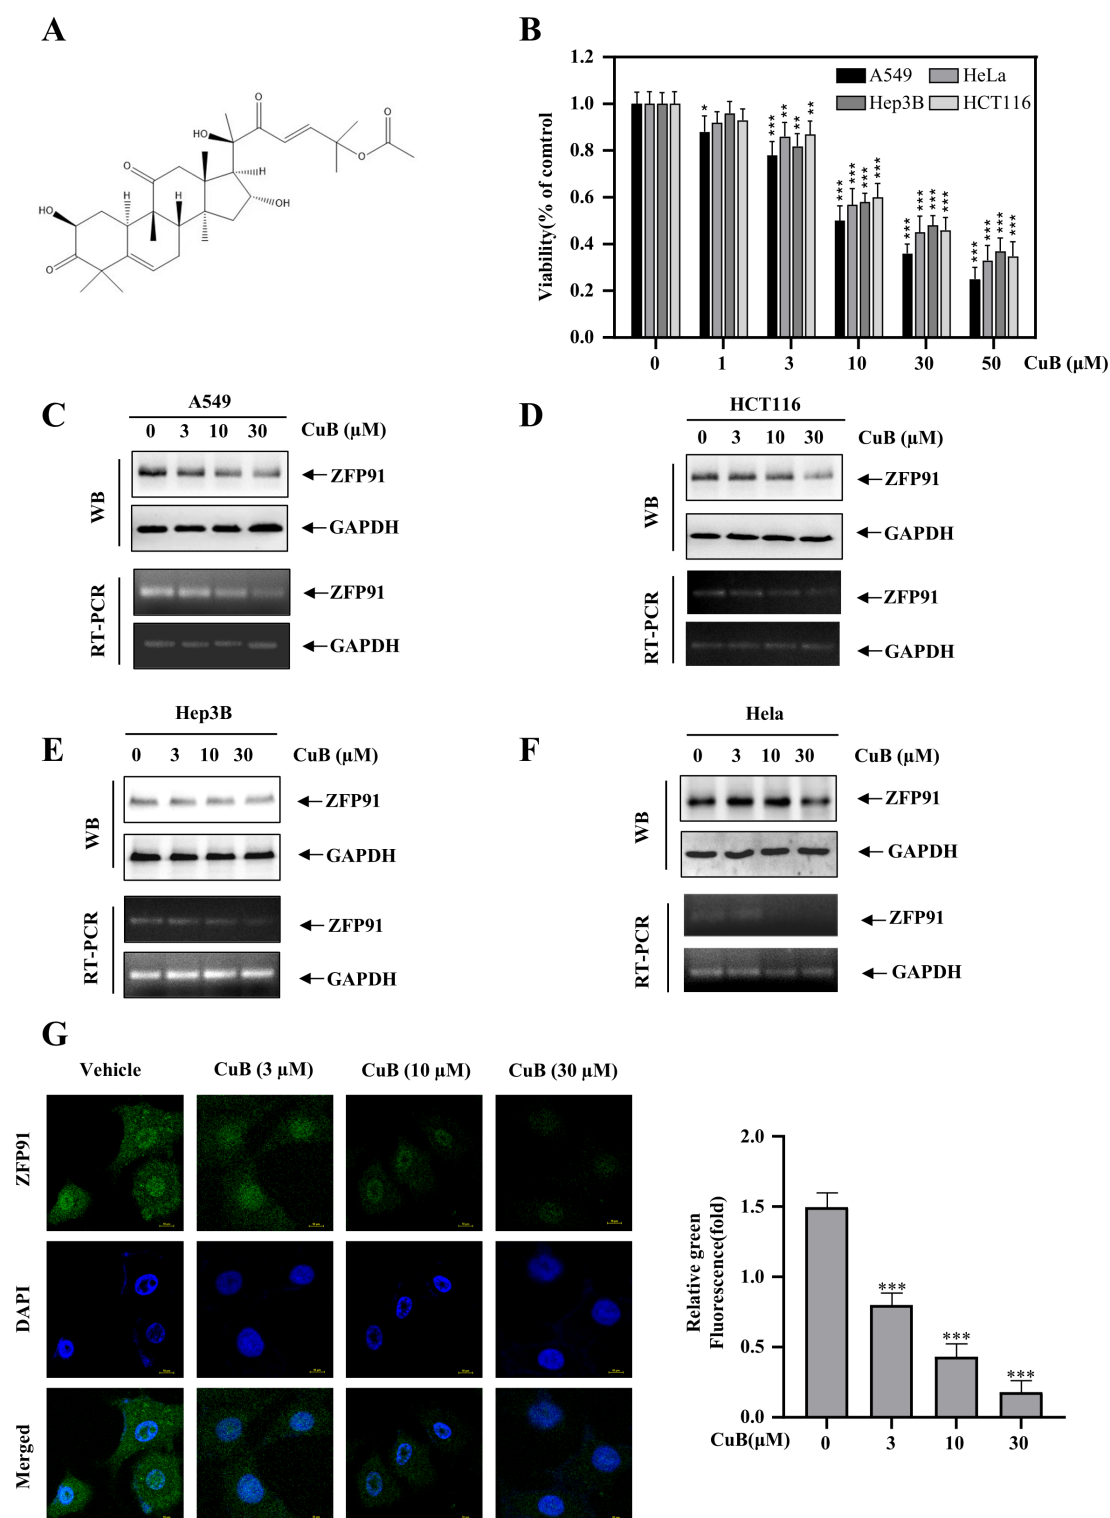 A
O
O
HO
O
O
H
O
H
H
OH
HO
O
B
Viability(% of comtrol
1.2
1.0
0.8
0.6
0.4
0.2
0.0
A549 HeLa
Hep3B HCT116
*
*** ** ** **
*** *** *** ***
*** *** *** ***
*** *** *** ***
0 1 3 10 30 50 CuB (μM)
C
A549
0 3 10 30 CuB (μM)
WB
ZFP91
GAPDH
RT-PCR
ZFP91
GAPDH
D
HCT116
0 3 10 30 CuB (μM)
WB
ZFP91
GAPDH
RT-PCR
ZFP91
GAPDH
E
Hep3B
0 3 10 30 CuB (μM)
WB
ZFP91
GAPDH
RT-PCR
ZFP91
GAPDH
F
Hela
0 3 10 30 CuB (μM)
WB
ZFP91
GAPDH
RT-PCR
ZFP91
GAPDH
G
Vehicle CuB (3 μM) CuB (10 μM) CuB (30 μM)
ZFP91
DAPI
Merged
Relative green
Fluorescence(fold)
2.0
1.5
1.0
0.5
0.0
***
***
***
CuB(μM) 0 3 10 30